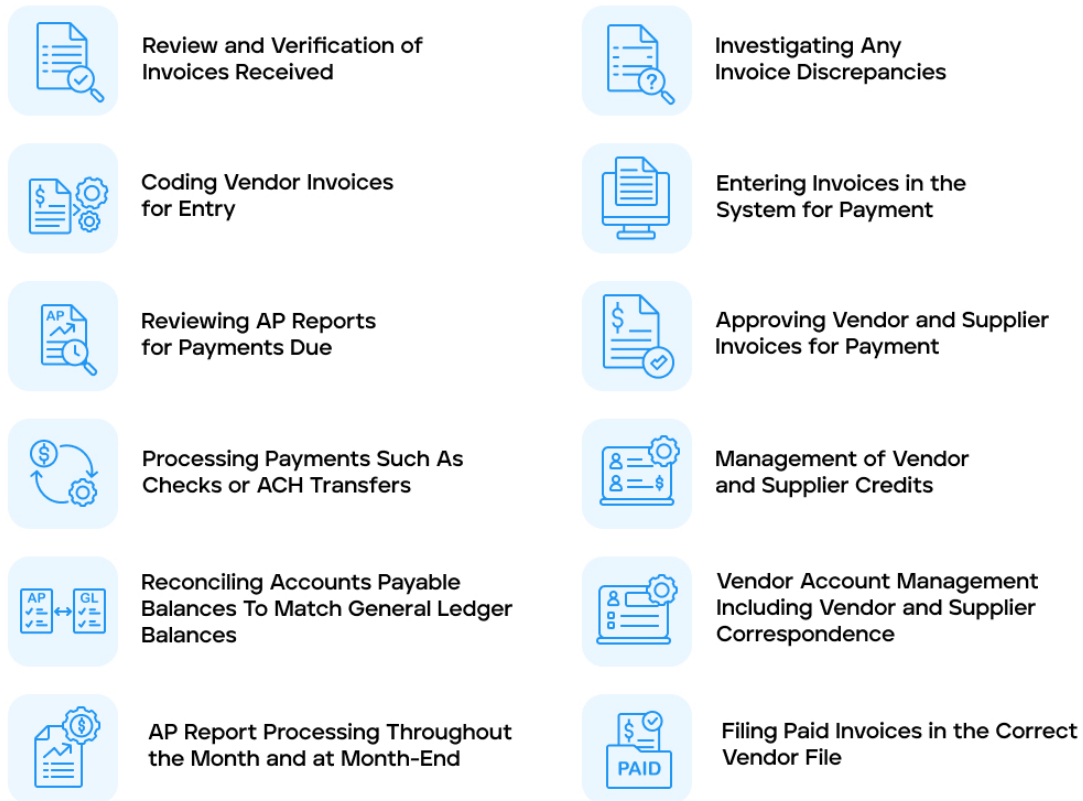 Review and Verification of
Invoices Received
Investigating Any
Invoice Discrepancies
$
Coding Vendor Invoices
for Entry
Entering Invoices in the
System for Payment
AP
Reviewing AP Reports
for Payments Due
$
Approving Vendor and Supplier
Invoices for Payment
$
Processing Payments Such As
Checks or ACH Transfers
$
Management of Vendor
and Supplier Credits
AP GL
Reconciling Accounts Payable
Balances To Match General Ledger
Balances
Vendor Account Management
Including Vendor and Supplier
Correspondence
$
AP Report Processing Throughout
the Month and at Month-End
$
PAID
Filing Paid Invoices in the Correct
Vendor File